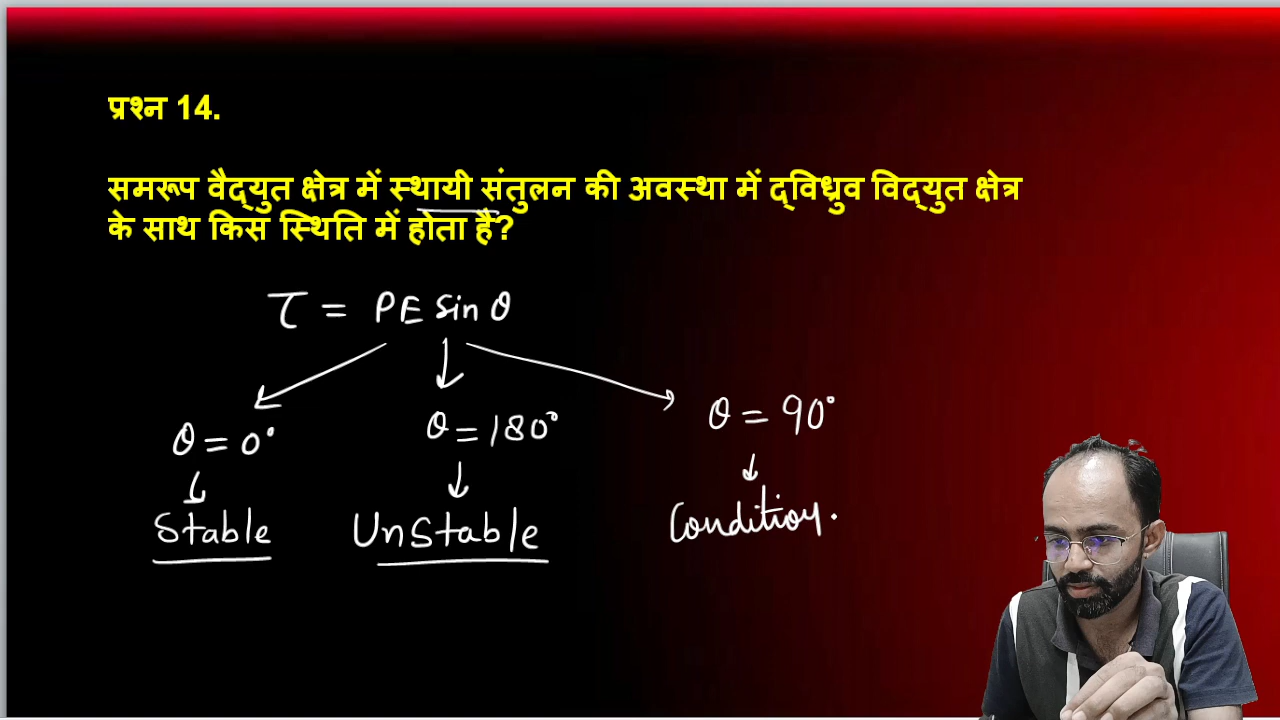 प्रश्न 14.
समरूप वैद्युत क्षेत्र में स्थायी संतुलन की अवस्था में द्विध्रुव विद्युत क्षेत्र
के साथ किस स्थिति में होता है?
τ = PE sin θ
θ = 0° θ = 180° θ = 90°
Stable UnStable Condition.